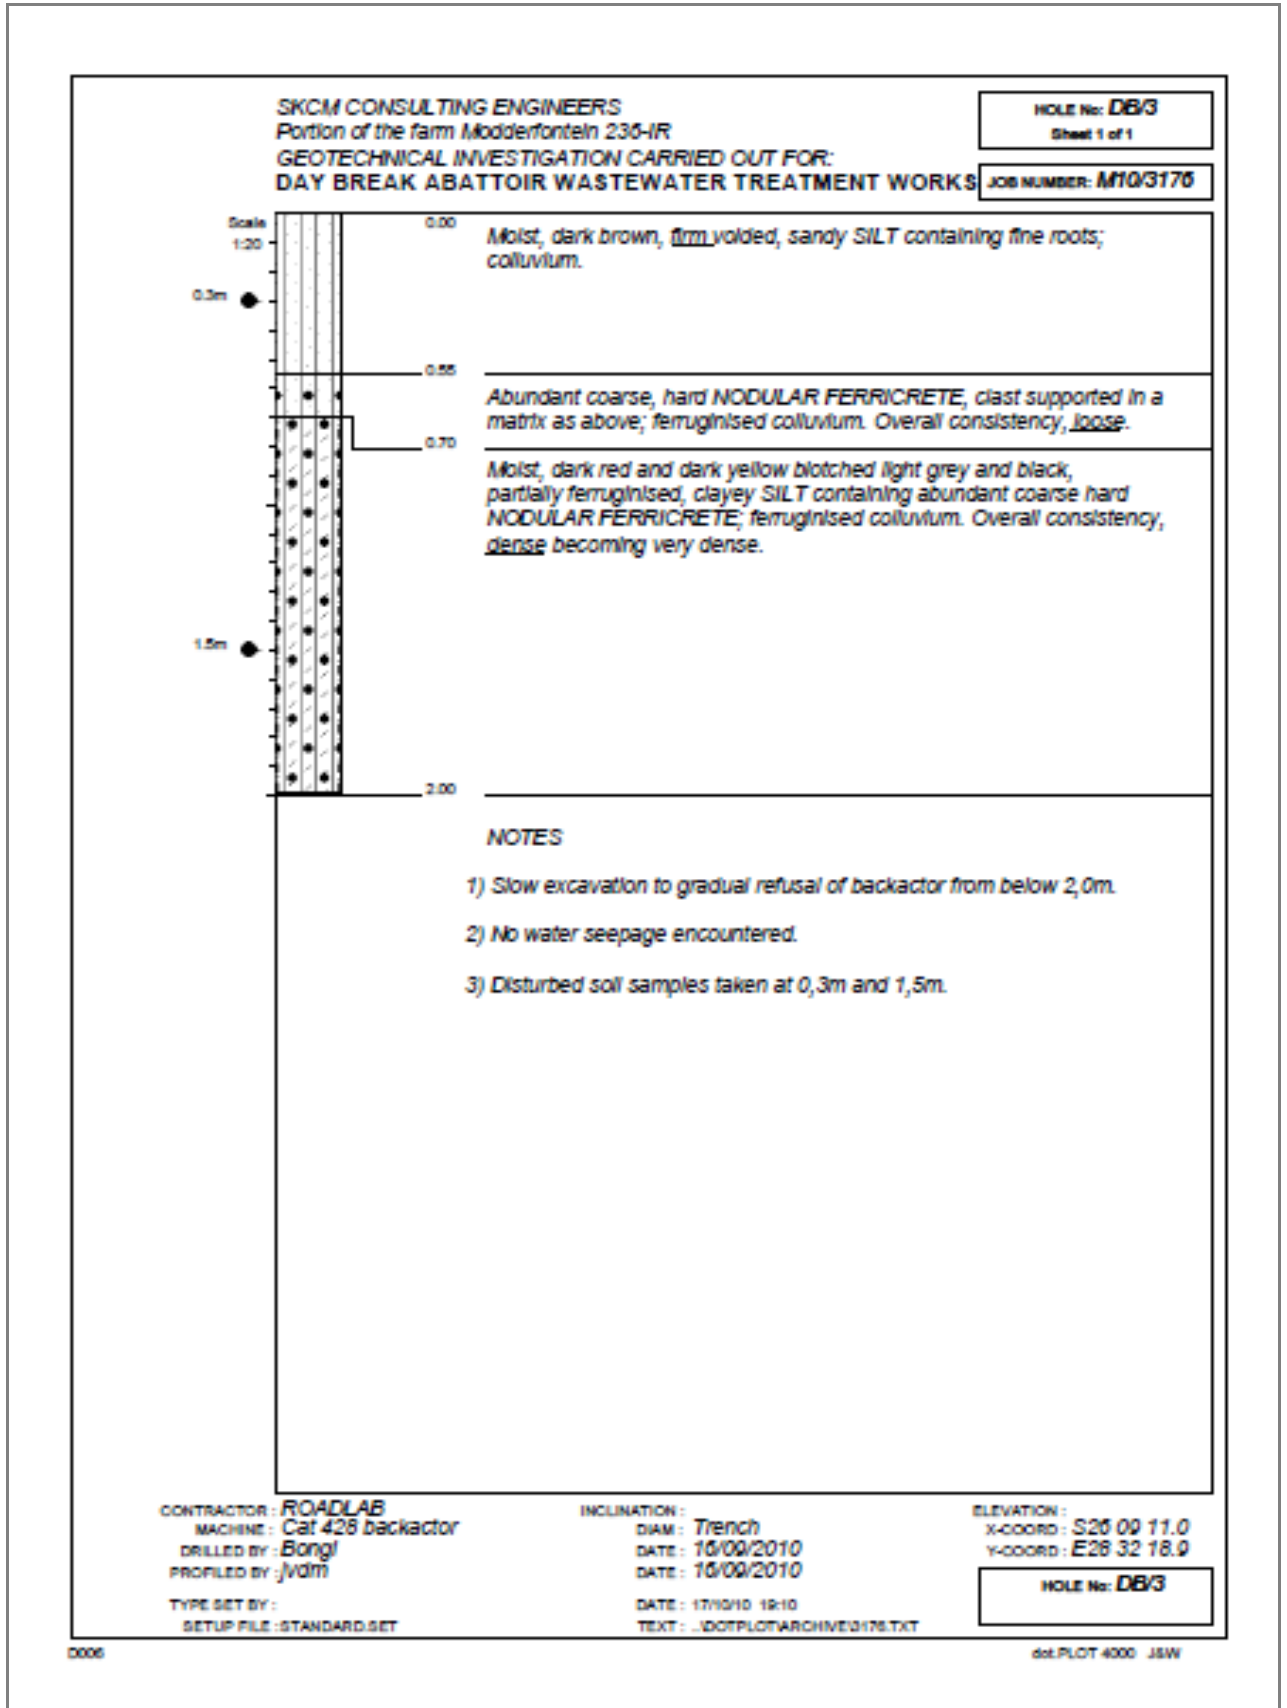 SKCM CONSULTING ENGINEERS
Portion of the farm Modderfontein 236-IR
GEOTECHNICAL INVESTIGATION CARRIED OUT FOR:
DAY BREAK ABATTOIR WASTEWATER TREATMENT WORKS
HOLE No: DB/3
Sheet 1 of 1
JOB NUMBER: M10/3176
Scale
1:20
0.3m
1.5m
0.00
Moist, dark brown, firm voided, sandy SILT containing fine roots;
colluvium.
0.55
Abundant coarse, hard NODULAR FERRICRETE, clast supported in a
matrix as above; ferruginised colluvium. Overall consistency, loose.
0.70
Moist, dark red and dark yellow blotched light grey and black,
partially ferruginised, clayey SILT containing abundant coarse hard
NODULAR FERRICRETE; ferruginised colluvium. Overall consistency,
dense becoming very dense.
2.00
NOTES
1) Slow excavation to gradual refusal of backactor from below 2,0m.
2) No water seepage encountered.
3) Disturbed soil samples taken at 0,3m and 1,5m.
CONTRACTOR : ROADLAB
MACHINE : Cat 428 backactor
DRILLED BY : Bongi
PROFILED BY : jvdm
TYPE SET BY :
SETUP FILE : STANDARD.SET
INCLINATION :
DIAM : Trench
DATE : 16/09/2010
DATE : 16/09/2010
DATE : 17/10/10 19:10
TEXT : ..\DOTPLOT\ARCHIVE\3176.TXT
ELEVATION :
X-COORD : S26 09 11.0
Y-COORD : E28 32 18.9
HOLE No: DB/3
D006
dot.PLOT 4000 J&W